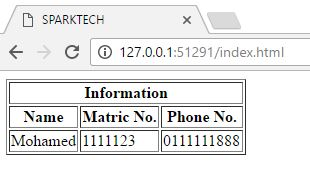 SPARKTECH
127.0.0.1:51291/index.html
Information
Name Matric No. Phone No.
Mohamed 1111123 0111111888